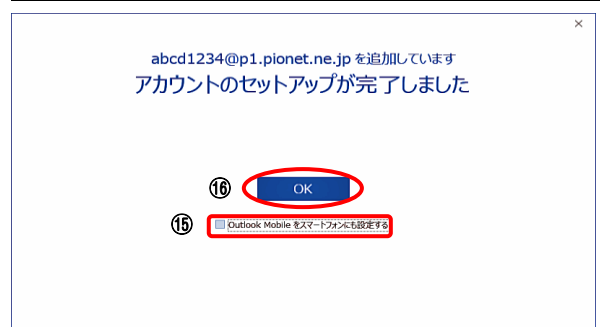 ×
abcd1234@p1.pionet.ne.jp を追加しています
アカウントのセットアップが完了しました
⑯ OK
⑮ Outlook Mobile をスマートフォンにも設定する